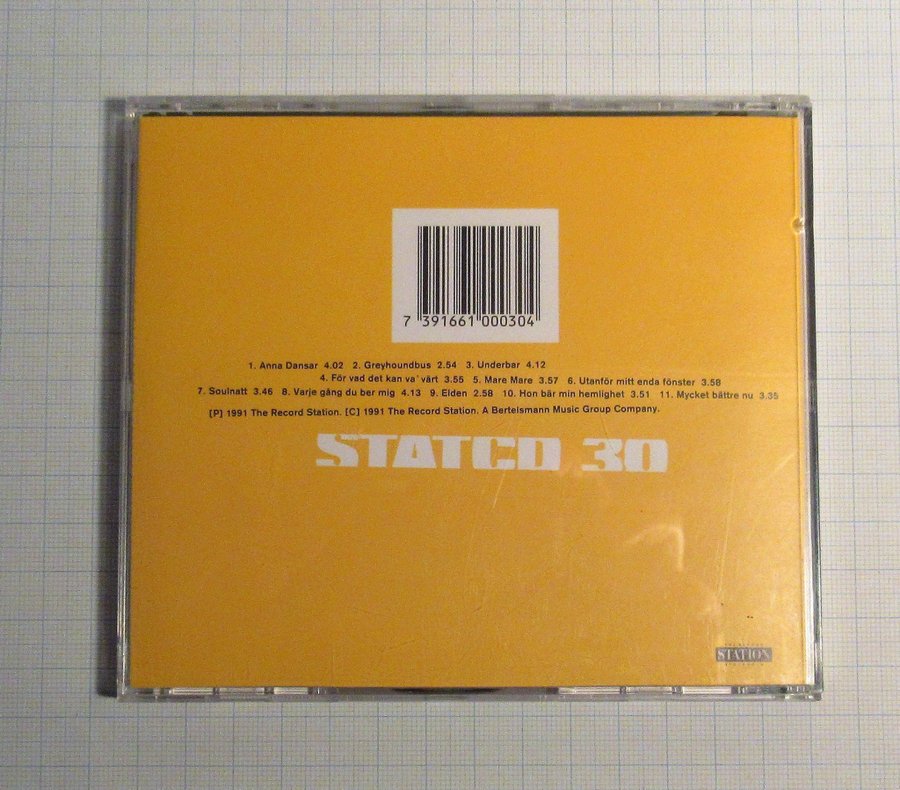 7 391661 000304
1. Anna Dansar 4.02 2. Greyhoundbus 2.54 3. Underbar 4.12
4. För vad det kan va' värt 3.55 5. Mare Mare 3.57 6. Utanför mitt enda fönster 3.58
7. Soulnatt 3.46 8. Varje gång du ber mig 4.13 9. Elden 2.58 10. Hon bär min hemlighet 3.51 11. Mycket bättre nu 3.35
[P] 1991 The Record Station. [C] 1991 The Record Station. A Bertelsmann Music Group Company.
STATCD 30
STATION